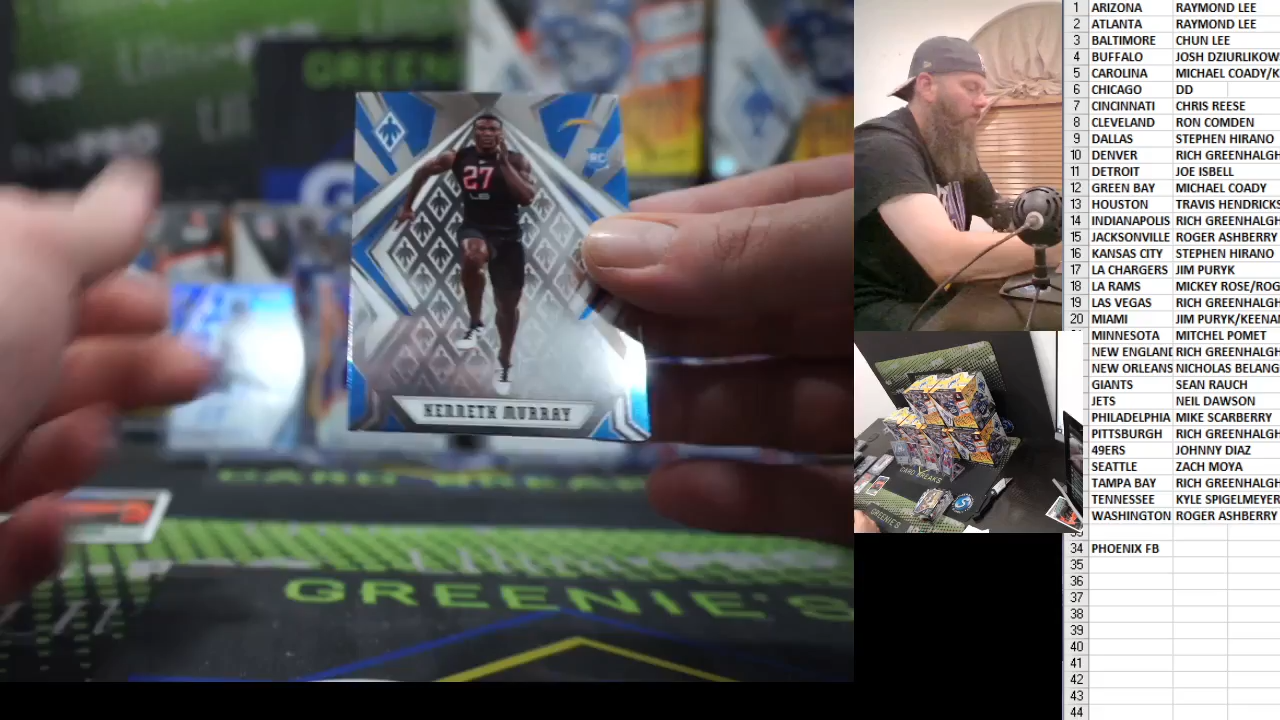 GREEN
27
LB
RC
KENNETH MURRAY
CARD BREAKS
GREENIE'S
CARD BREAKS
GREENIE'S
1 ARIZONA RAYMOND LEE
2 ATLANTA RAYMOND LEE
3 BALTIMORE CHUN LEE
4 BUFFALO JOSH DZIURLIKOW
5 CAROLINA MICHAEL COADY/K
6 CHICAGO DD
7 CINCINNATI CHRIS REESE
8 CLEVELAND RON COMDEN
9 DALLAS STEPHEN HIRANO
10 DENVER RICH GREENHALGH
11 DETROIT JOE ISBELL
12 GREEN BAY MICHAEL COADY
13 HOUSTON TRAVIS HENDRICKS
14 INDIANAPOLIS RICH GREENHALGH
15 JACKSONVILLE ROGER ASHBERRY
16 KANSAS CITY STEPHEN HIRANO
17 LA CHARGERS JIM PURYK
18 LA RAMS MICKEY ROSE/ROG
19 LAS VEGAS RICH GREENHALGH
20 MIAMI JIM PURYK/KEENAN
MINNESOTA MITCHEL POMET
NEW ENGLAND RICH GREENHALGH
NEW ORLEANS NICHOLAS BELANG
GIANTS SEAN RAUCH
JETS NEIL DAWSON
PHILADELPHIA MIKE SCARBERRY
PITTSBURGH RICH GREENHALGH
49ERS JOHNNY DIAZ
SEATTLE ZACH MOYA
TAMPA BAY RICH GREENHALGH
TENNESSEE KYLE SPIGELMEYER
WASHINGTON ROGER ASHBERRY
34 PHOENIX FB
35
36
37
38
39
40
41
42
43
44